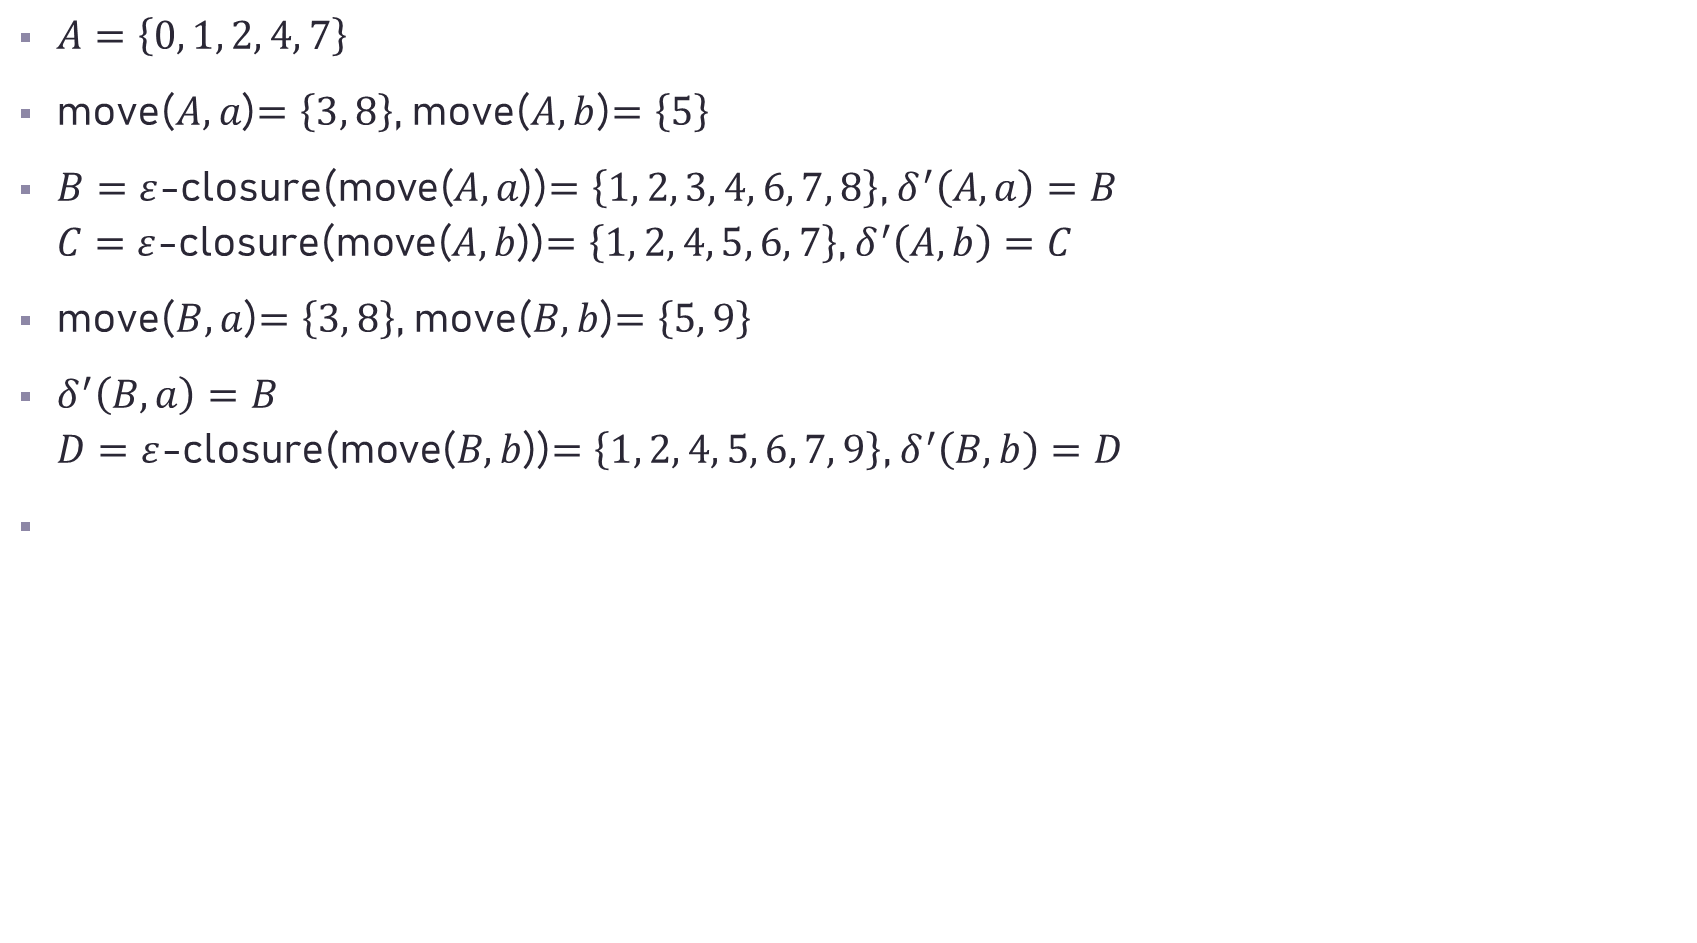 ▪ A = {0, 1, 2, 4, 7}
▪ move(A, a)= {3, 8}, move(A, b)= {5}
▪ B = ε-closure(move(A, a))= {1, 2, 3, 4, 6, 7, 8}, δ′(A, a) = B
C = ε-closure(move(A, b))= {1, 2, 4, 5, 6, 7}, δ′(A, b) = C
▪ move(B, a)= {3, 8}, move(B, b)= {5, 9}
▪ δ′(B, a) = B
D = ε-closure(move(B, b))= {1, 2, 4, 5, 6, 7, 9}, δ′(B, b) = D
▪